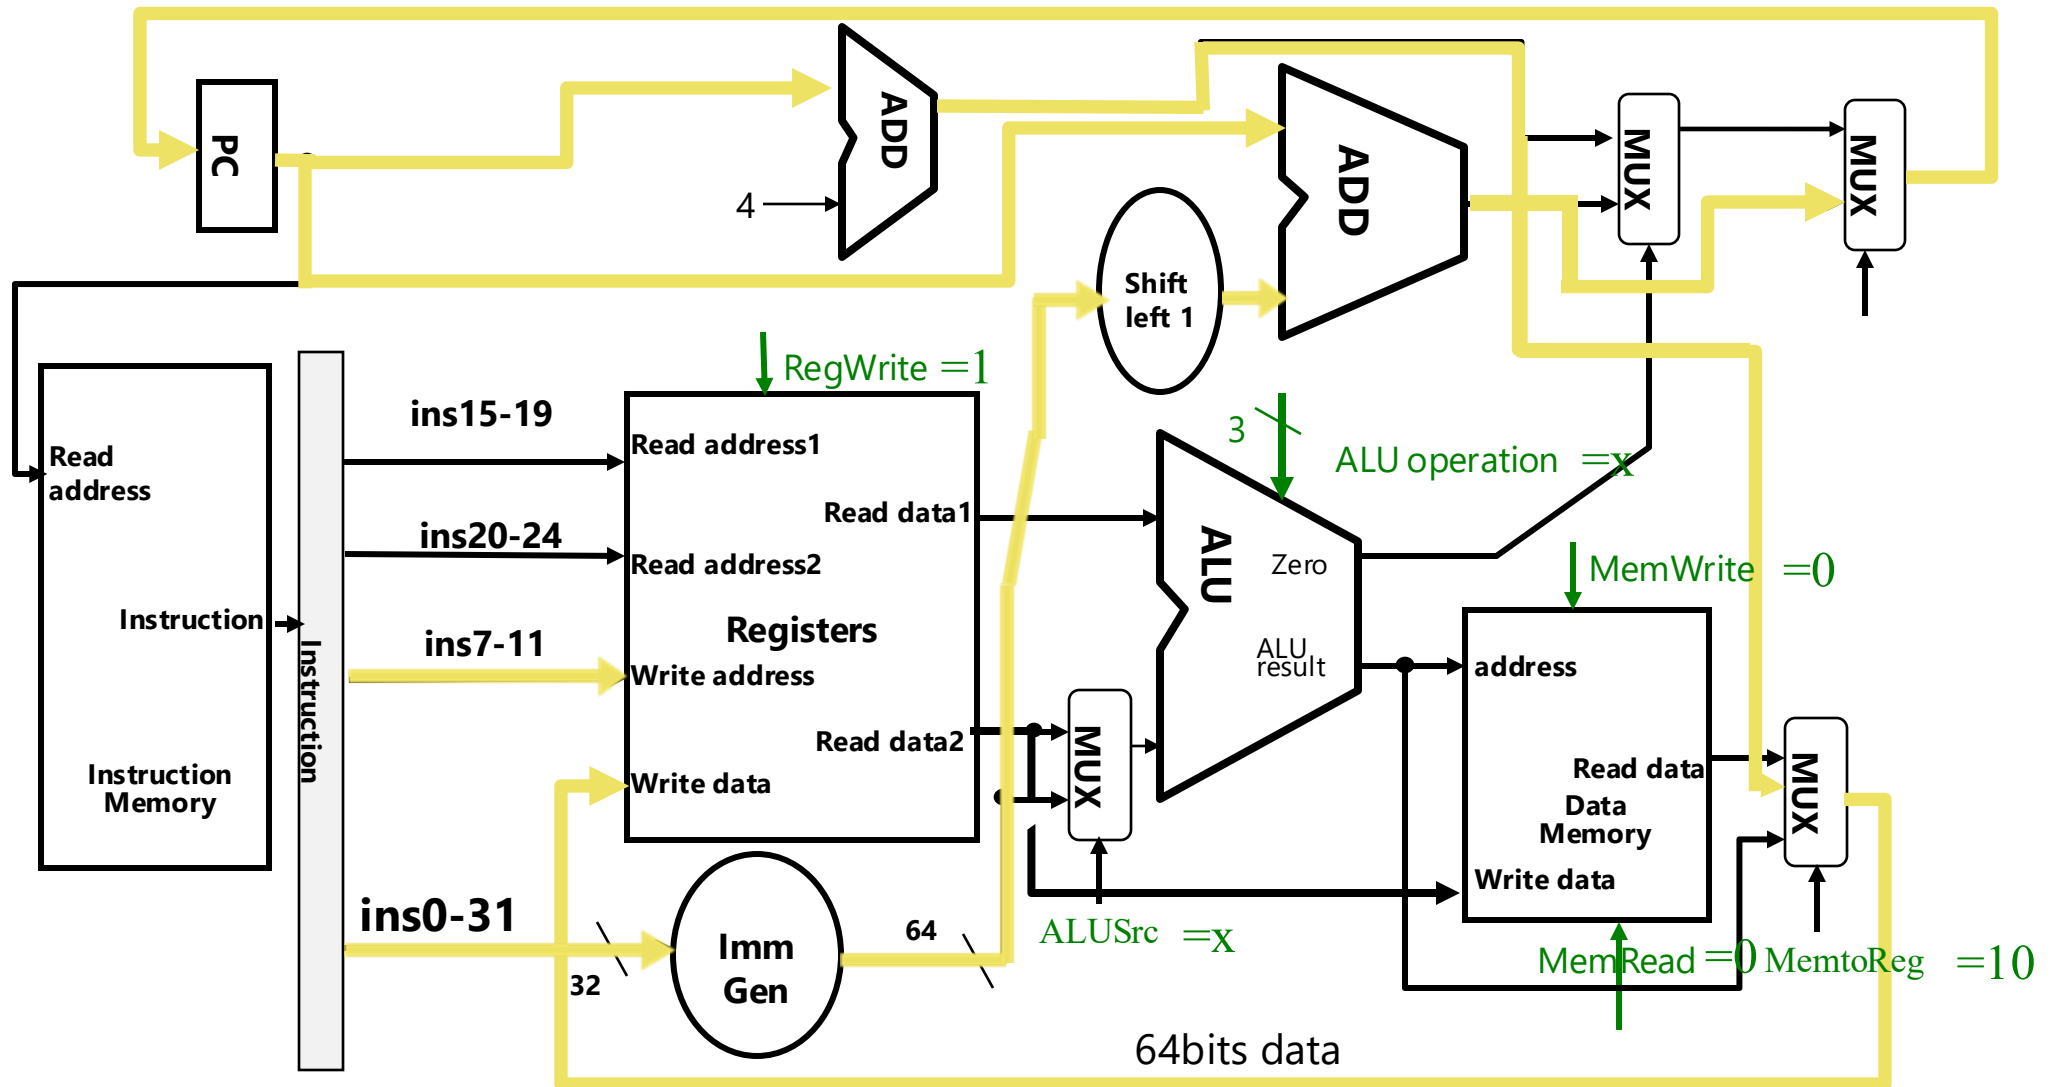 PC
ADD
4
ADD
MUX
MUX
Shift
left 1
RegWrite =1
ins15-19
Read address1
3
ALU operation =x
Read
address
ins20-24
Read data1
Read address2
ALU
Zero
MemWrite =0
Instruction
Instruction
ins7-11
Registers
Write address
ALU
result
address
Read data2
MUX
Write data
Read data
MUX
Instruction
Memory
Data
Memory
Write data
ins0-31
32
Imm
Gen
64
ALUSrc =x
MemRead =0
MemtoReg =10
64bits data